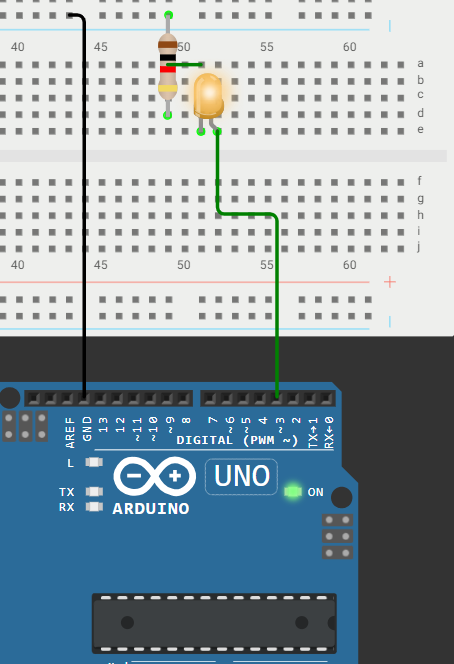 40 45 50 55 60
a
b
c
d
e
f
g
h
i
j
40 45 50 55 60
AREF
GND
13
12
~11
~10
~9
8
7
~6
~5
4
~3
2
TX→1
RX←0
DIGITAL (PWM ~)
L
TX
RX
UNO
ON
ARDUINO